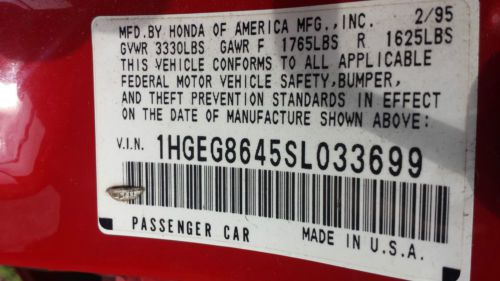 MFD.BY HONDA OF AMERICA MFG.,INC. 2/95
GVWR 3330LBS GAWR F 1765LBS R 1625LBS
THIS VEHICLE CONFORMS TO ALL APPLICABLE
FEDERAL MOTOR VEHICLE SAFETY,BUMPER,
AND THEFT PREVENTION STANDARDS IN EFFECT
ON THE DATE OF MANUFACTURE SHOWN ABOVE.
V.I.N. 1HGEG8645SL033699
PASSENGER CAR MADE IN U.S.A.